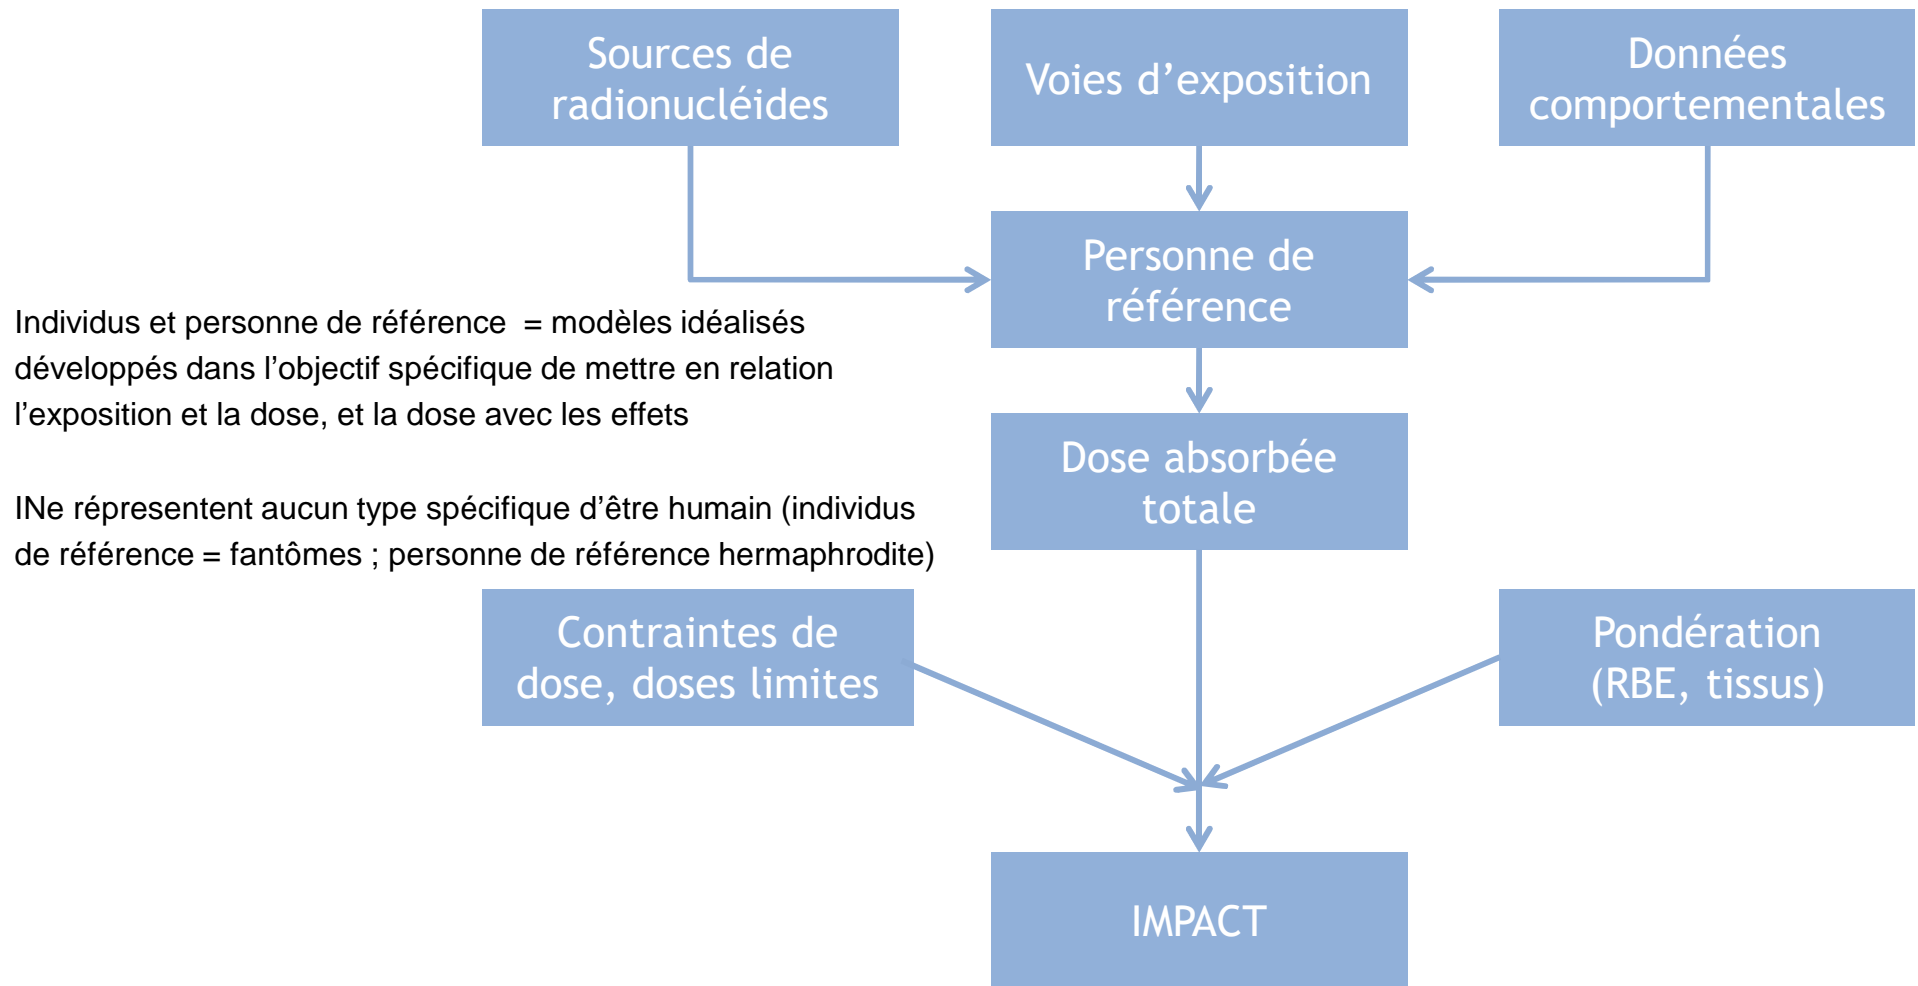 Sources de
radionucléides
Voies d’exposition
Données
comportementales
Personne de
référence
Individus et personne de référence = modèles idéalisés
développés dans l’objectif spécifique de mettre en relation
l’exposition et la dose, et la dose avec les effets
Dose absorbée
totale
INe répresentent aucun type spécifique d’être humain (individus
de référence = fantômes ; personne de référence hermaphrodite)
Contraintes de
dose, doses limites
Pondération
(RBE, tissus)
IMPACT